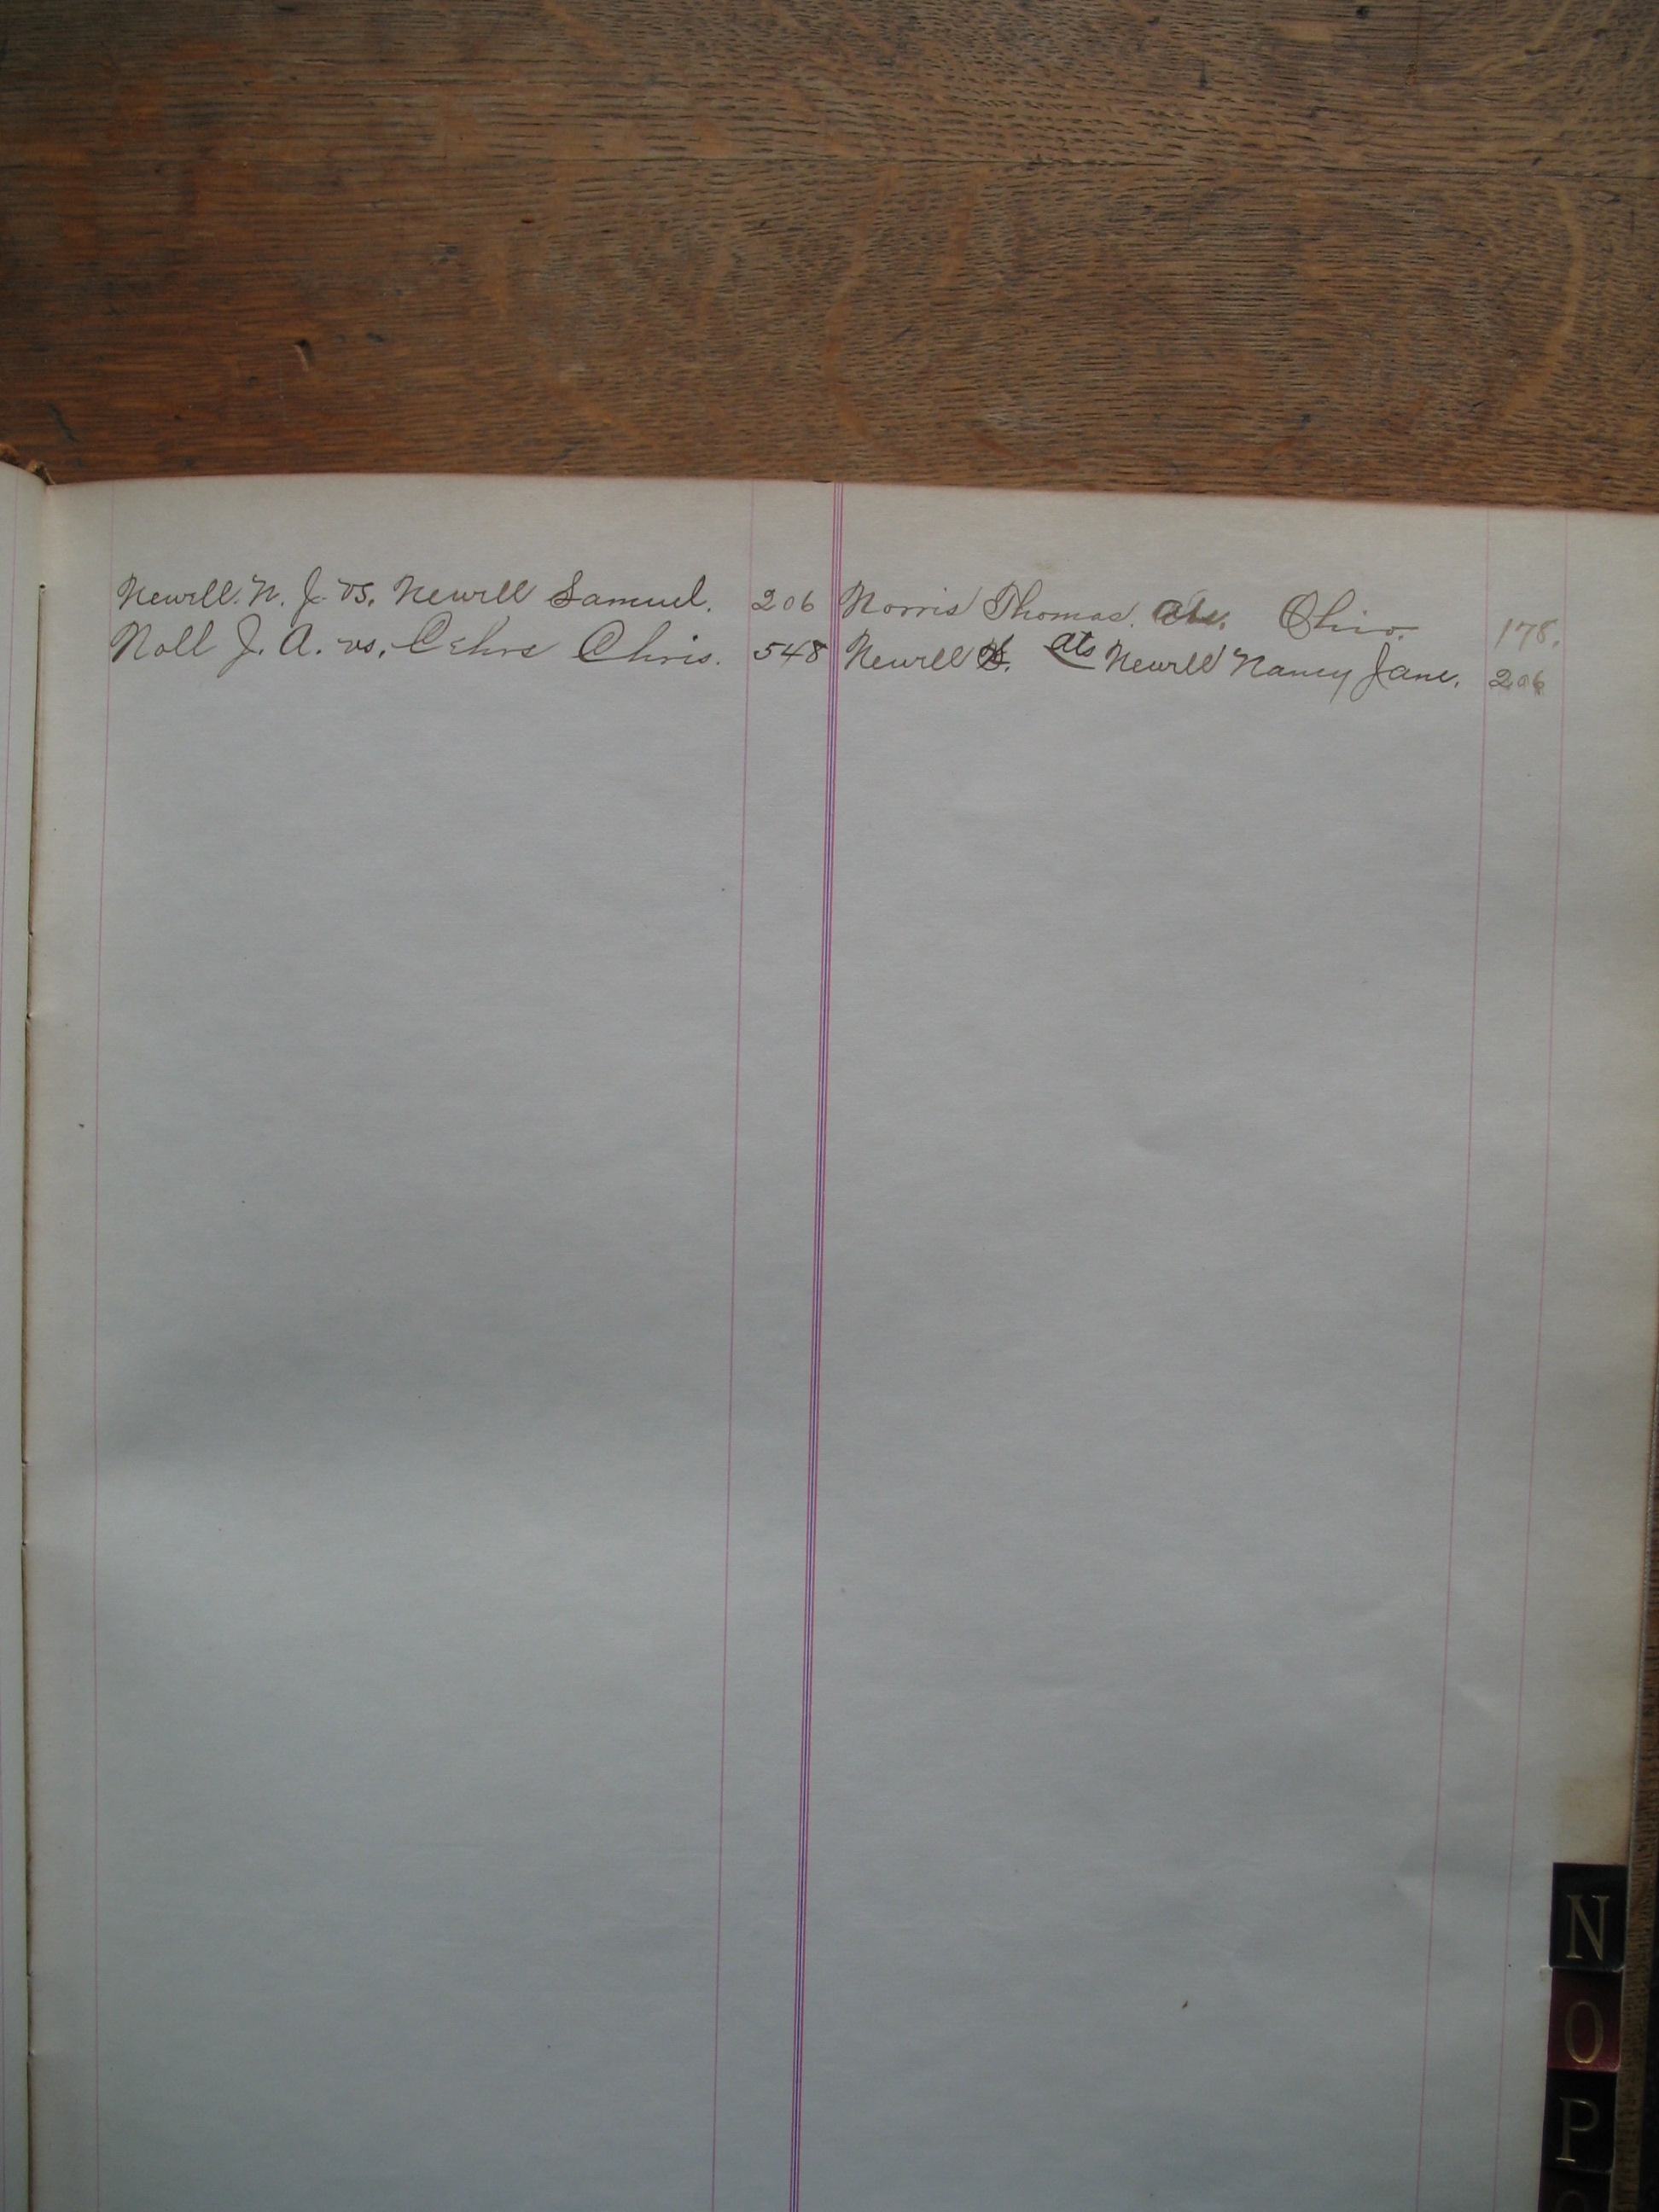 Newell. N. J. vs. Newell Samuel. 206
Noll J. A. vs. Chris. 548
Norris Thomas. ats. Ohio. 178.
Newell S. ats Newell Nancy Jane. 206
N
O
P